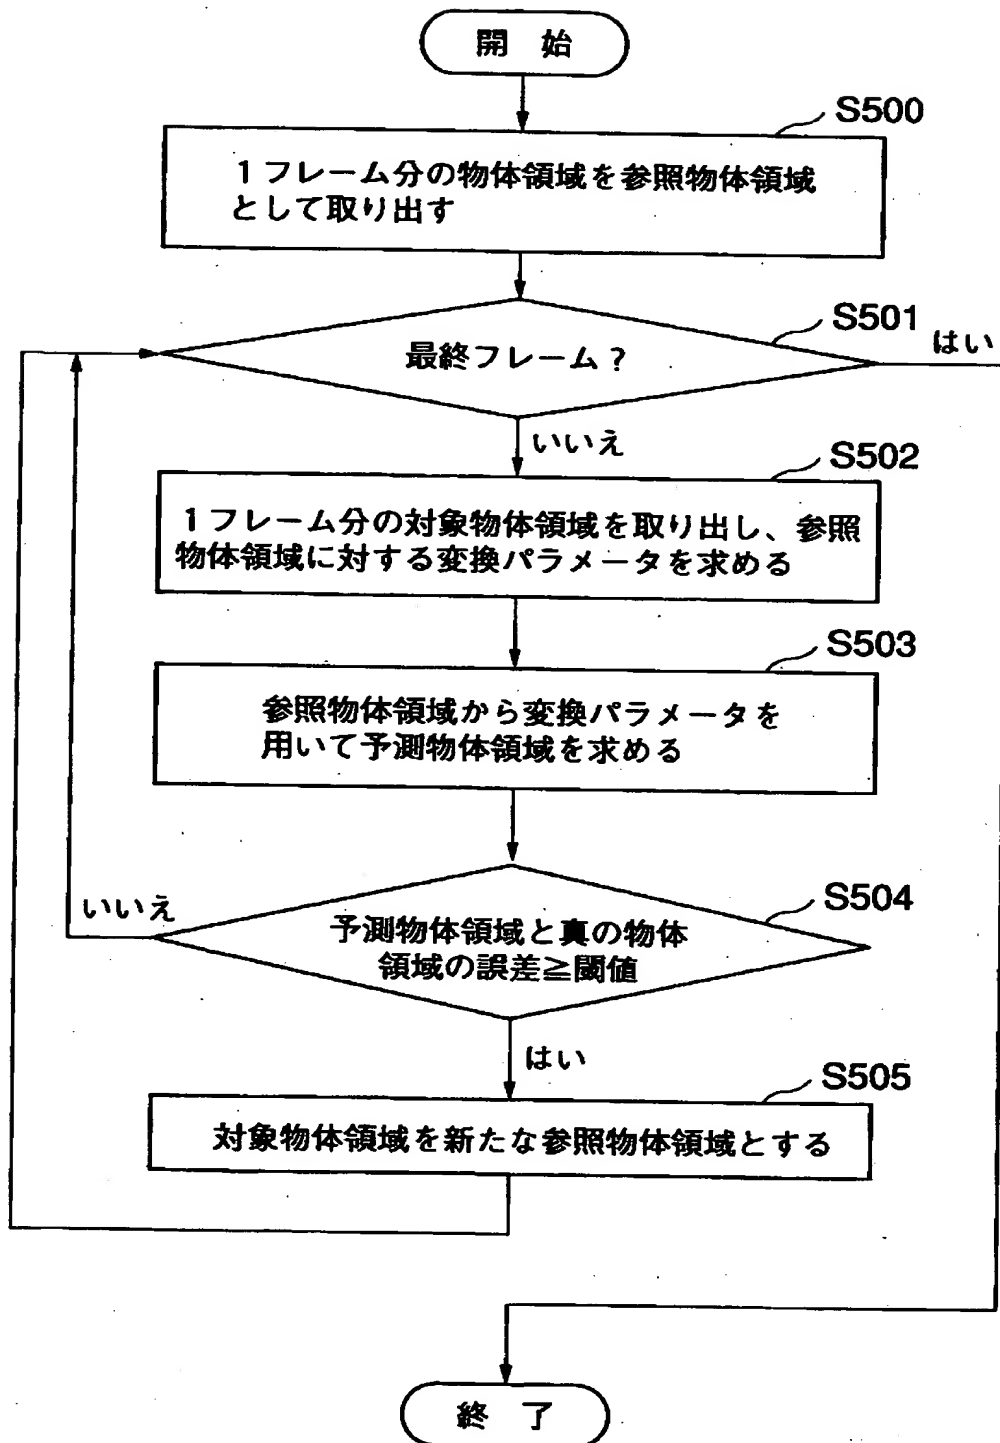 開 始
S500
1フレーム分の物体領域を参照物体領域
として取り出す
S501
最終フレーム?
はい
いいえ
S502
1フレーム分の対象物体領域を取り出し、参照
物体領域に対する変換パラメータを求める
S503
参照物体領域から変換パラメータを
用いて予測物体領域を求める
S504
いいえ
予測物体領域と真の物体
領域の誤差≧閾値
はい
S505
対象物体領域を新たな参照物体領域とする
終 了